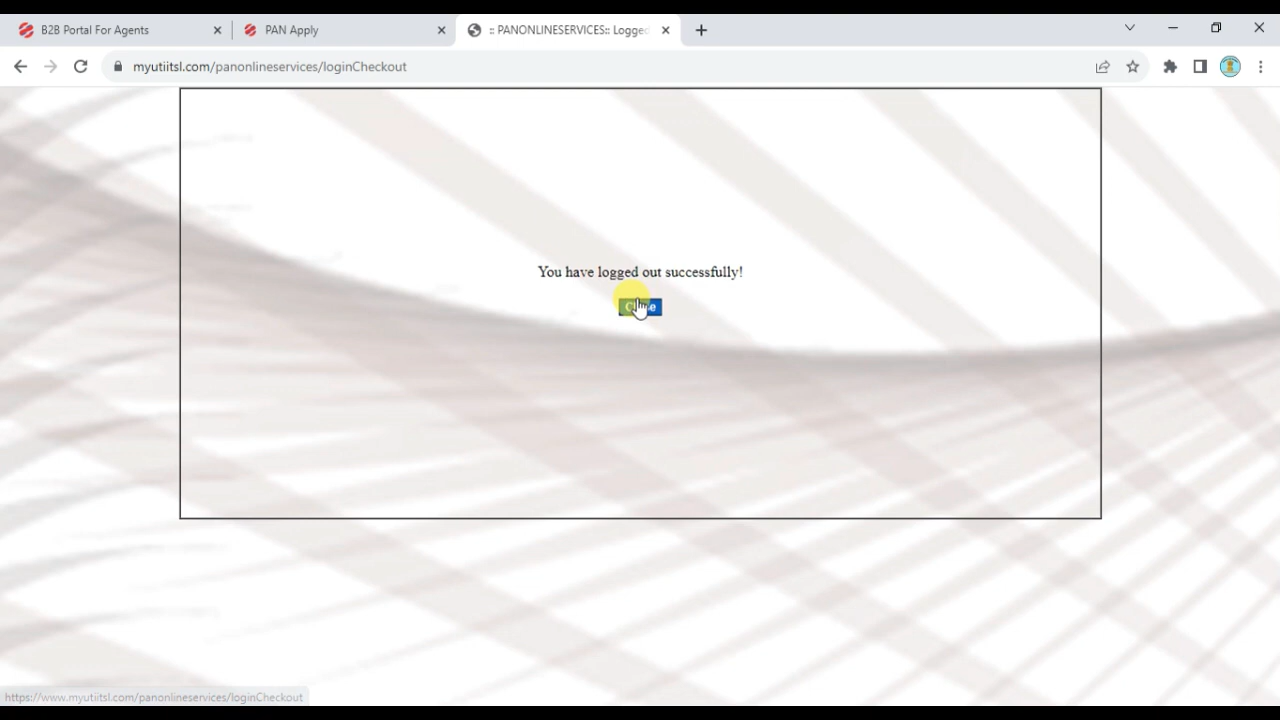 B2B Portal For Agents
PAN Apply
:: PANONLINESERVICES:: Logged
myutiitsl.com/panonlineservices/loginCheckout
You have logged out successfully!
https://www.myutiitsl.com/panonlineservices/loginCheckout